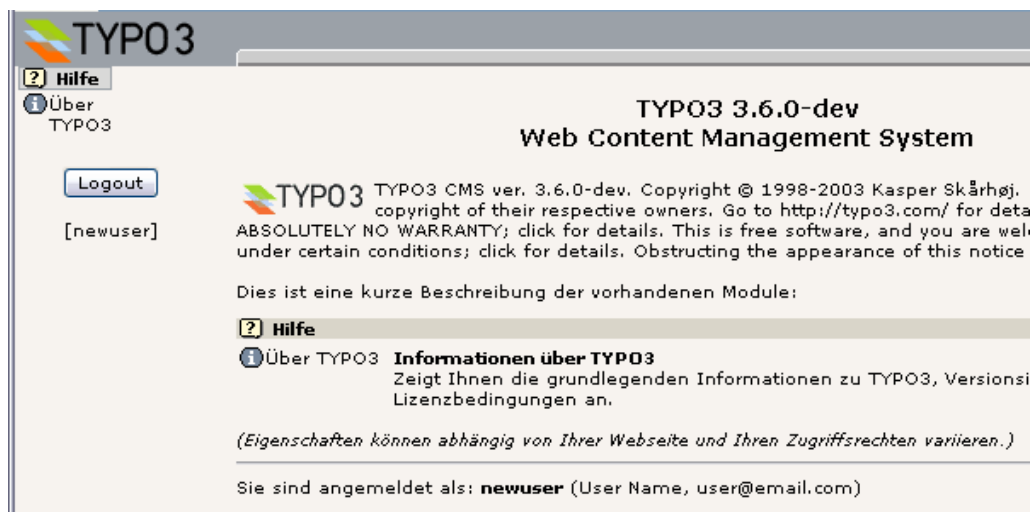 TYPO3
Hilfe
Über
TYPO3
Logout
[newuser]
TYPO3 3.6.0-dev
Web Content Management System
TYPO3 TYPO3 CMS ver. 3.6.0-dev. Copyright © 1998-2003 Kasper Skårhøj.
copyright of their respective owners. Go to http://typo3.com/ for
ABSOLUTELY NO WARRANTY; click for details. This is free software, and you are
under certain conditions; click for details. Obstructing the appearance of this notice
Dies ist eine kurze Beschreibung der vorhandenen Module:
Hilfe
Über TYPO3 Informationen über TYPO3
Zeigt Ihnen die grundlegenden Informationen zu TYPO3,
Lizenzbedingungen an.
(Eigenschaften können abhängig von Ihrer Webseite und Ihren Zugriffsrechten variieren.)
Sie sind angemeldet als: newuser (User Name, user@email.com)